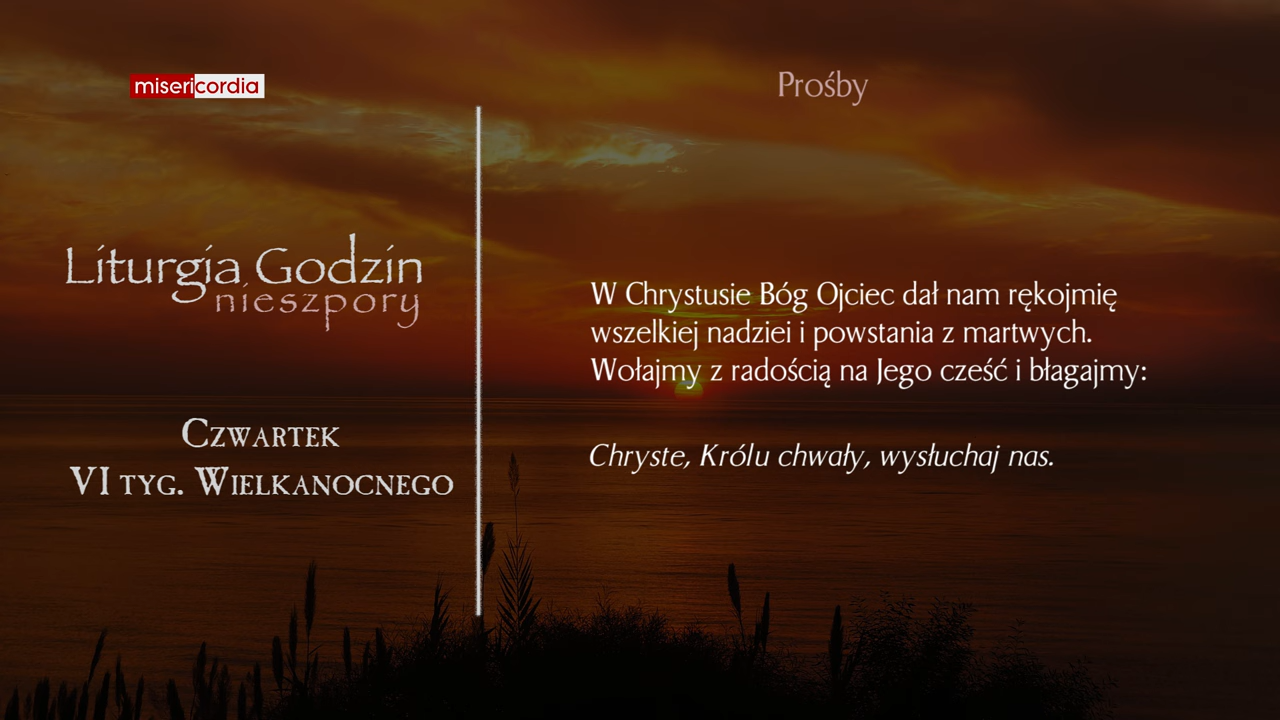 misericordia
Liturgia Godzin
nieszpory
Czwartek
VI tyg. Wielkanocnego
Prośby
W Chrystusie Bóg Ojciec dał nam rękojmię
wszelkiej nadziei i powstania z martwych.
Wołajmy z radością na Jego cześć i błagajmy:
Chryste, Królu chwały, wysłuchaj nas.